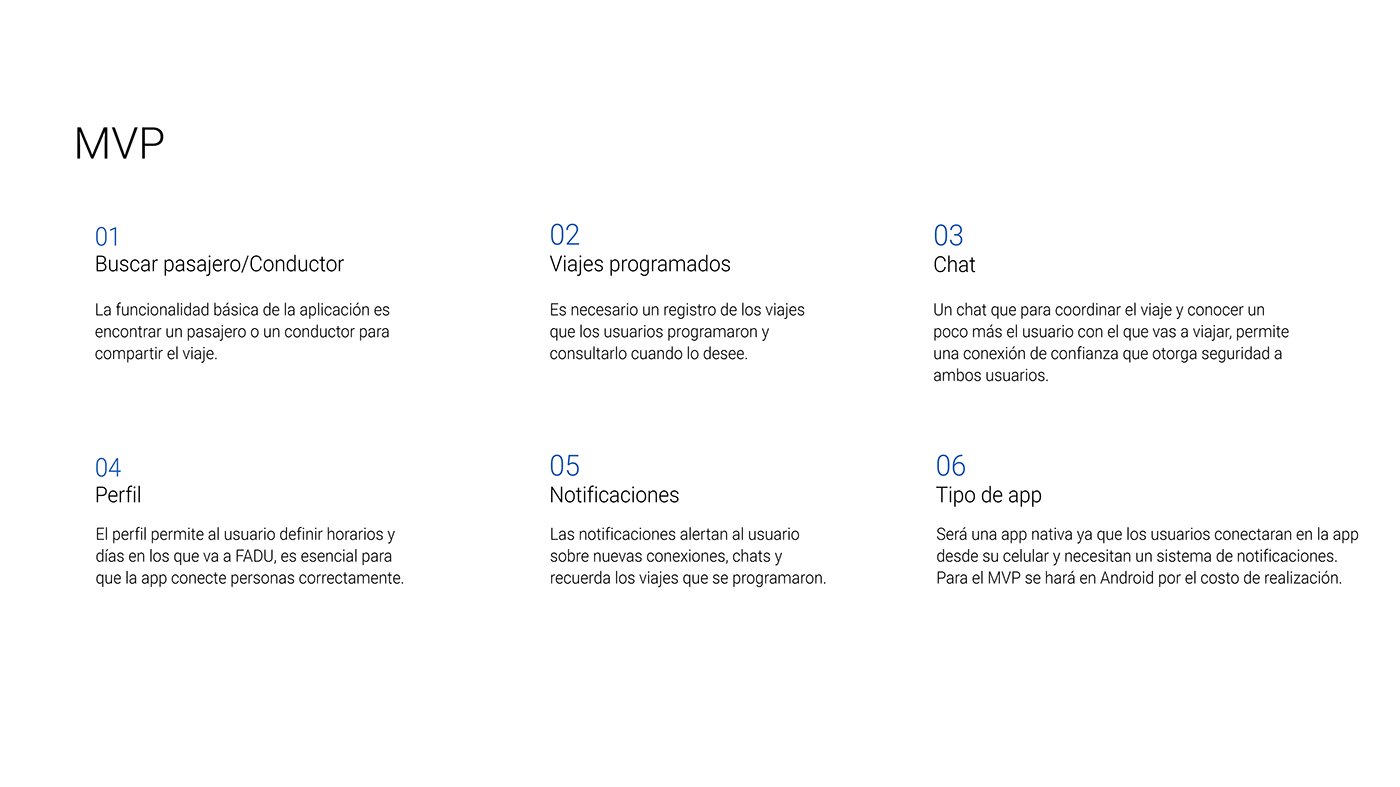 MVP
01
Buscar pasajero/Conductor
La funcionalidad básica de la aplicación es
encontrar un pasajero o un conductor para
compartir el viaje.
02
Viajes programados
Es necesario un registro de los viajes
que los usuarios programaron y
consultarlo cuando lo desee.
03
Chat
Un chat que para coordinar el viaje y conocer un
poco más el usuario con el que vas a viajar, permite
una conexión de confianza que otorga seguridad a
ambos usuarios.
04
Perfil
El perfil permite al usuario definir horarios y
días en los que va a FADU, es esencial para
que la app conecte personas correctamente.
05
Notificaciones
Las notificaciones alertan al usuario
sobre nuevas conexiones, chats y
recuerda los viajes que se programaron.
06
Tipo de app
Será una app nativa ya que los usuarios conectaran en la app
desde su celular y necesitan un sistema de notificaciones.
Para el MVP se hará en Android por el costo de realización.